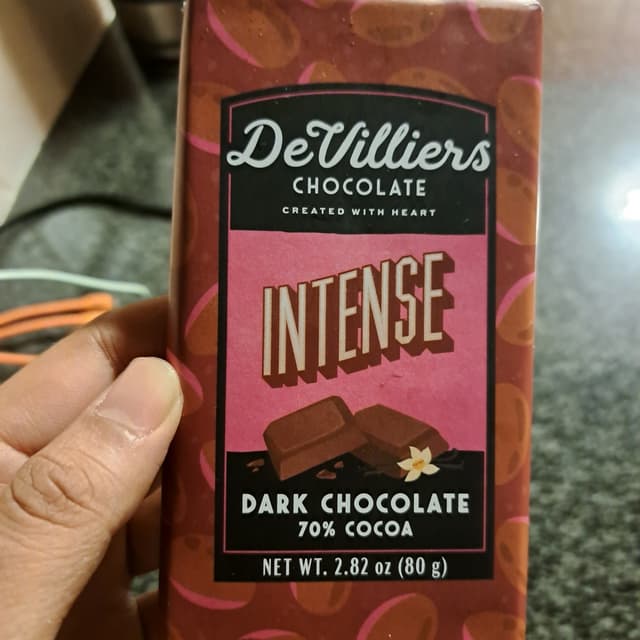 DeVilliers
CHOCOLATE
CREATED WITH HEART
INTENSE
DARK CHOCOLATE
70% COCOA
NET WT. 2.82 oz (80 g)